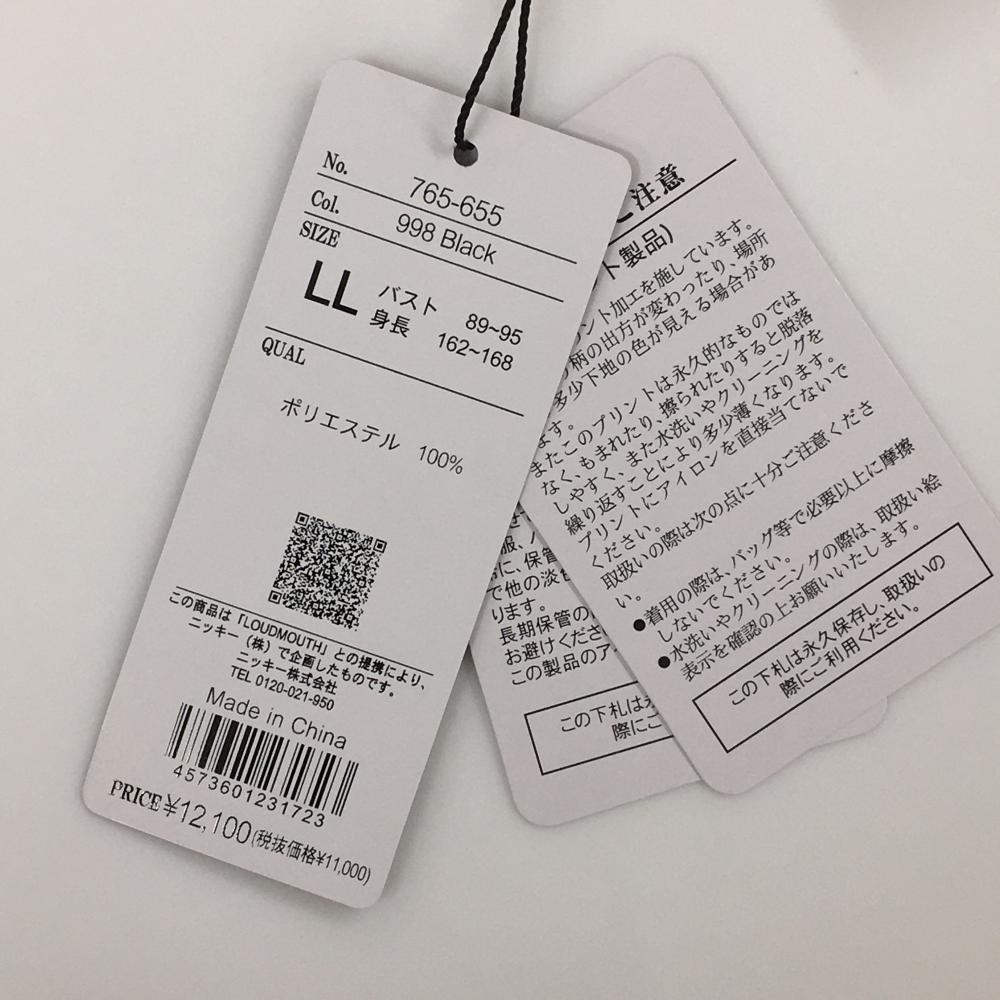 No. 765-655
Col. 998 Black
SIZE
LL バスト 89~95
身長 162~168
QUAL
ポリエステル 100%
この商品は「LOUDMOUTH」との提携により、
ニッキー（株）で企画したものです。
ニッキー株式会社
TEL 0120-021-950
Made in China
4573601231723
PRICE ¥12,100(税抜価格¥11,000)
ご注意
ト製品)
ント加工を施しています。
柄の出方が変わったり、場所
多少下地の色が見える場合があ
ます。
またこのプリントは永久的なものでは
なく、もまれたり、擦られたりすると脱落
しやすく、また水洗いやクリーニングを
繰り返すことにより多少薄くなります。
プリントにアイロンを直接当てないで
ください。
取扱いの際は次の点に十分ご注意くださ
い。
●着用の際は、バッグ等で必要以上に摩擦
しないでください。
●水洗いやクリーニングの際は、取扱い絵
表示を確認の上お願いいたします。
この下札は永久保存し、取扱いの
際にご利用ください。
服、
に、保管
で他の淡
ります。
長期保管の
お避けくださ
この製品のア
この下札は永
際にご